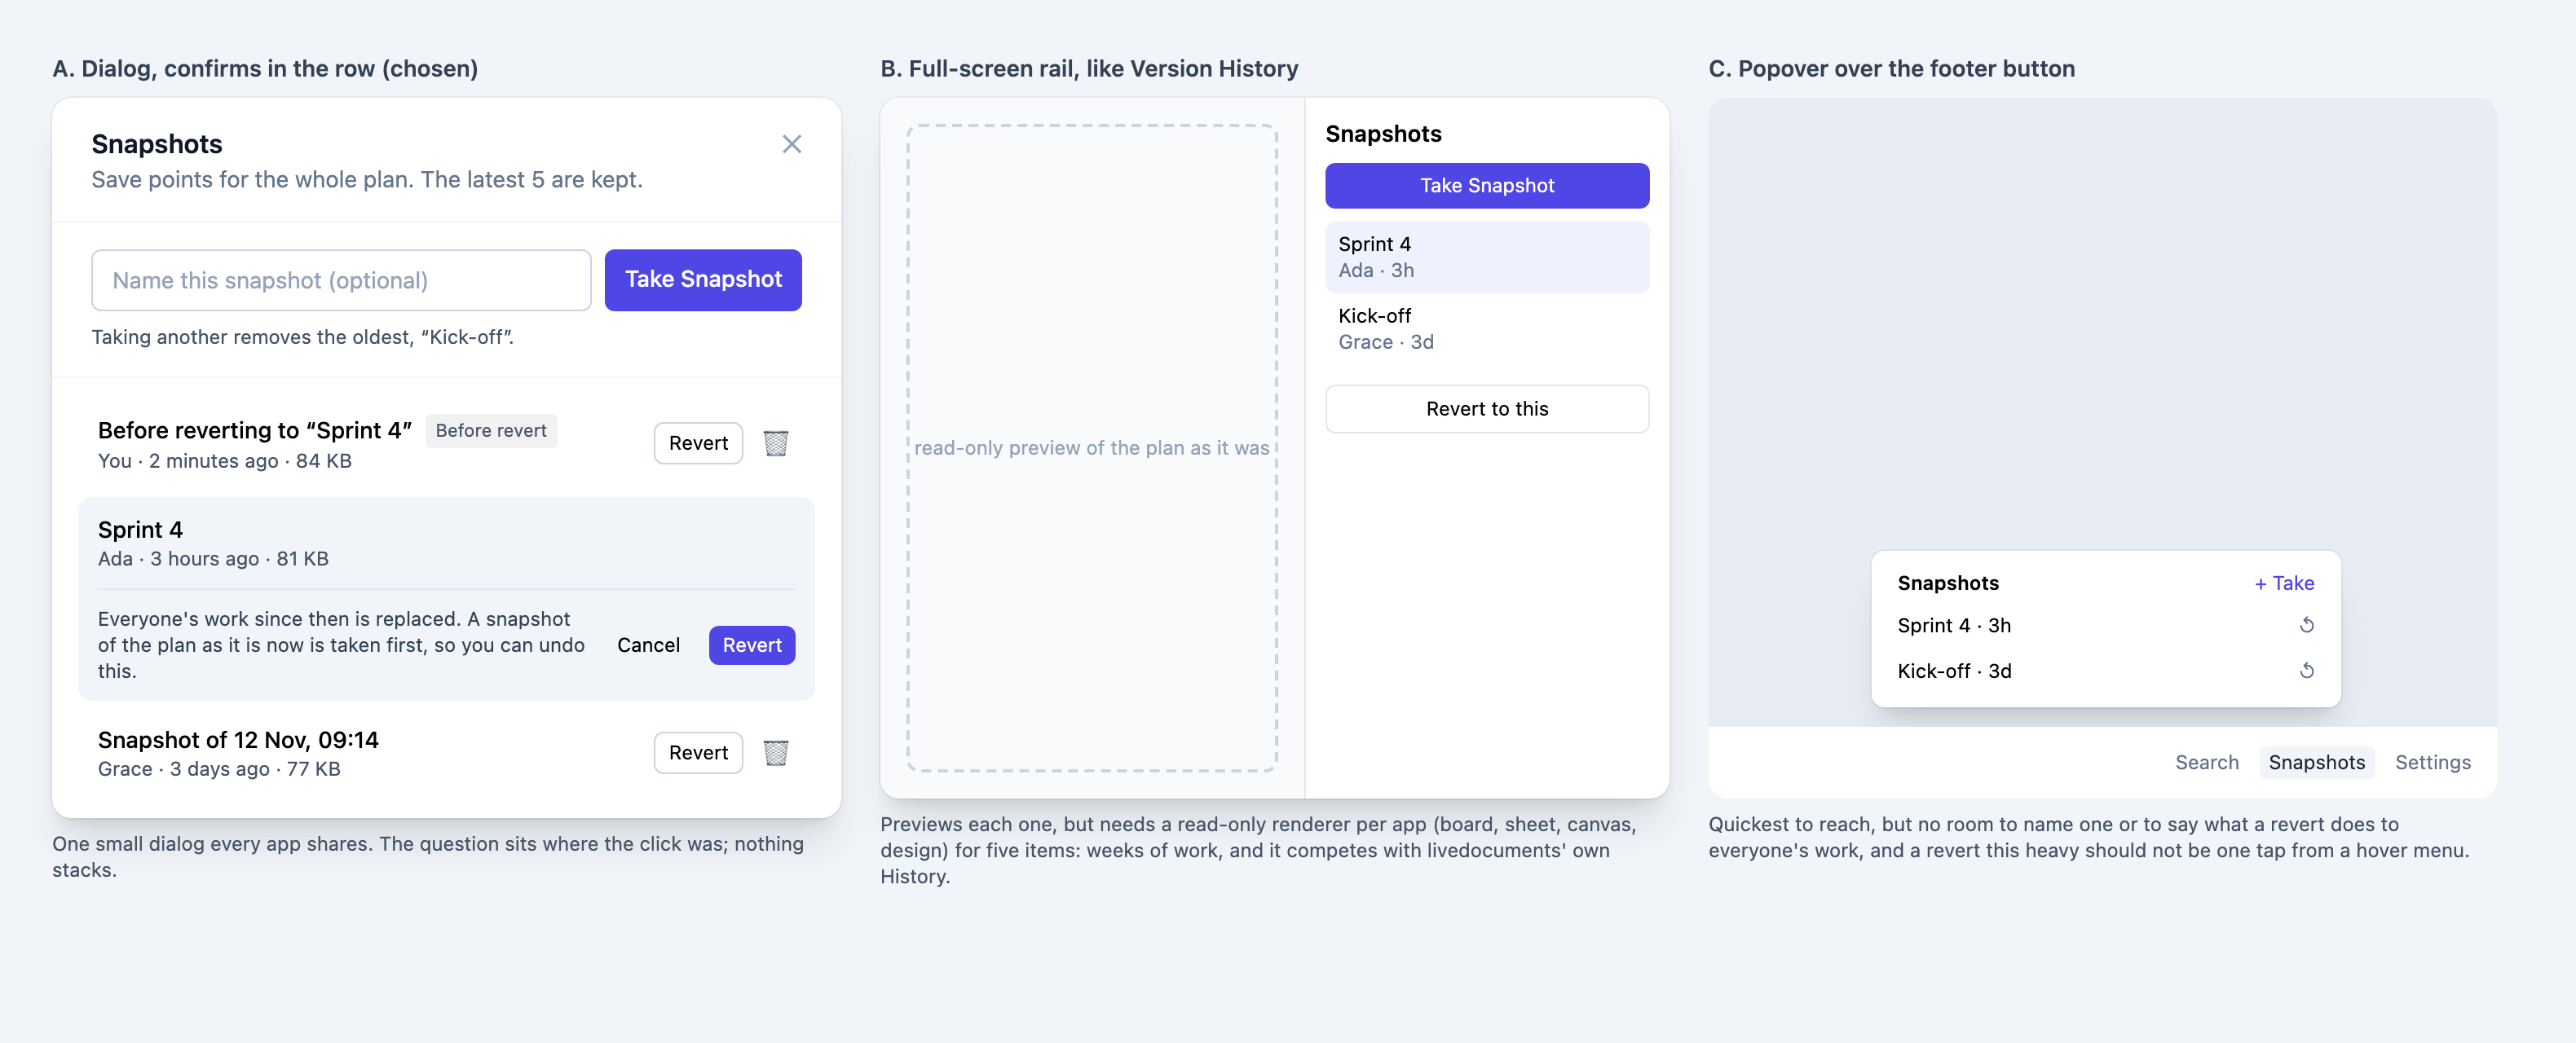 A. Dialog, confirms in the row (chosen)
Snapshots
Save points for the whole plan. The latest 5 are kept.
Name this snapshot (optional)
Take Snapshot
Taking another removes the oldest, “Kick-off”.
Before reverting to “Sprint 4”
Before revert
You · 2 minutes ago · 84 KB
Revert
Sprint 4
Ada · 3 hours ago · 81 KB
Everyone's work since then is replaced. A snapshot
of the plan as it is now is taken first, so you can undo
this.
Cancel
Revert
Snapshot of 12 Nov, 09:14
Grace · 3 days ago · 77 KB
Revert
One small dialog every app shares. The question sits where the click was; nothing
stacks.
B. Full-screen rail, like Version History
read-only preview of the plan as it was
Snapshots
Take Snapshot
Sprint 4
Ada · 3h
Kick-off
Grace · 3d
Revert to this
Previews each one, but needs a read-only renderer per app (board, sheet, canvas,
design) for five items: weeks of work, and it competes with livedocuments' own
History.
C. Popover over the footer button
Snapshots
+ Take
Sprint 4 · 3h
Kick-off · 3d
Search
Snapshots
Settings
Quickest to reach, but no room to name one or to say what a revert does to
everyone's work, and a revert this heavy should not be one tap from a hover menu.